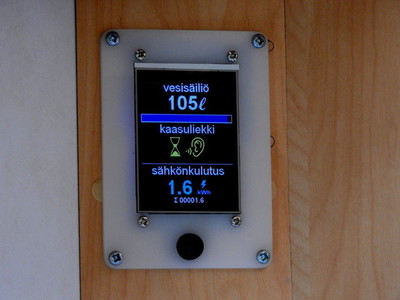 vesisäiliö
105ℓ
kaasuliekki
sähkönkulutus
1.6 kWh
Σ 00001.6